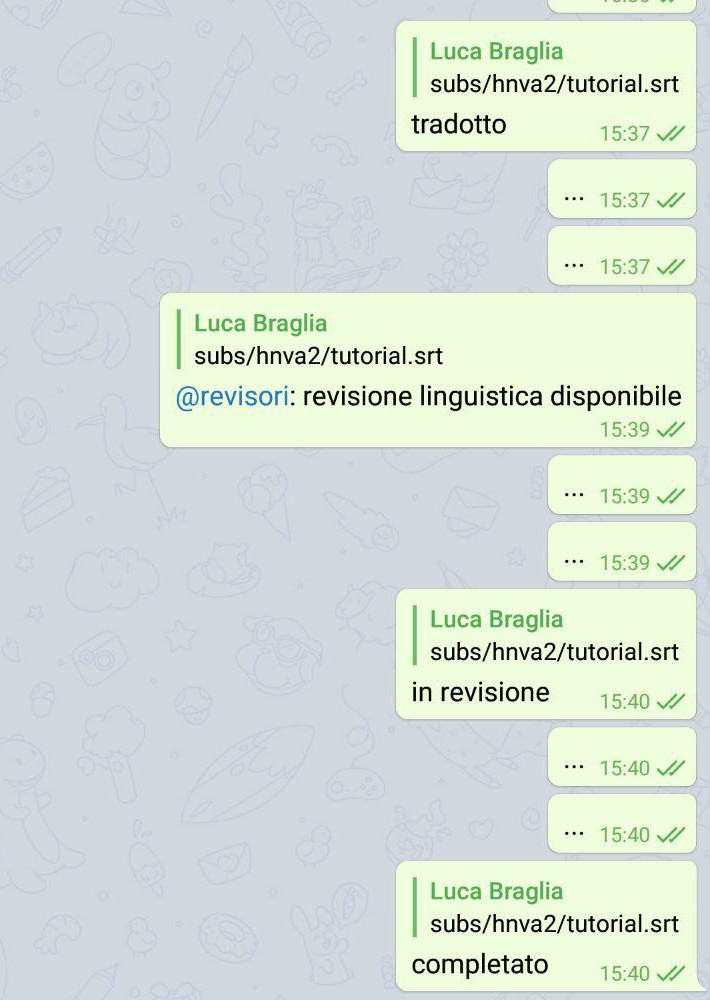 Luca Braglia
subs/hnva2/tutorial.srt
tradotto 15:37
... 15:37
... 15:37
Luca Braglia
subs/hnva2/tutorial.srt
@revisori: revisione linguistica disponibile
15:39
... 15:39
... 15:39
Luca Braglia
subs/hnva2/tutorial.srt
in revisione 15:40
... 15:40
... 15:40
Luca Braglia
subs/hnva2/tutorial.srt
completato 15:40